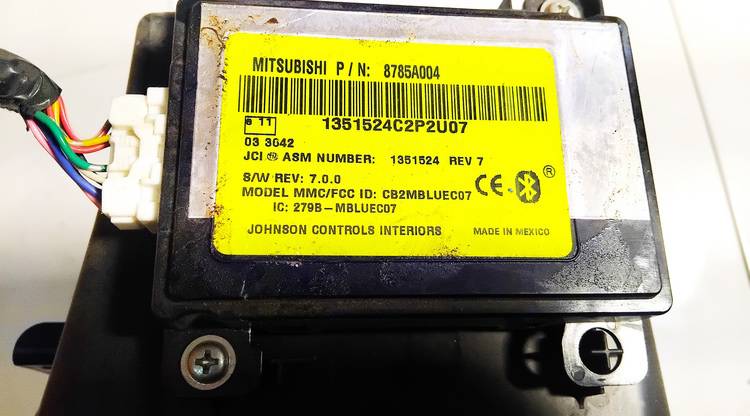 MITSUBISHI P / N: 8785A004
1351524C2P2U07
e 11
03 3042
JCI ASM NUMBER: 1351524 REV 7
S/W REV: 7.0.0
MODEL MMC/FCC ID: CB2MBLUEC07
CE ®
IC: 279B-MBLUEC07
JOHNSON CONTROLS INTERIORS MADE IN MEXICO